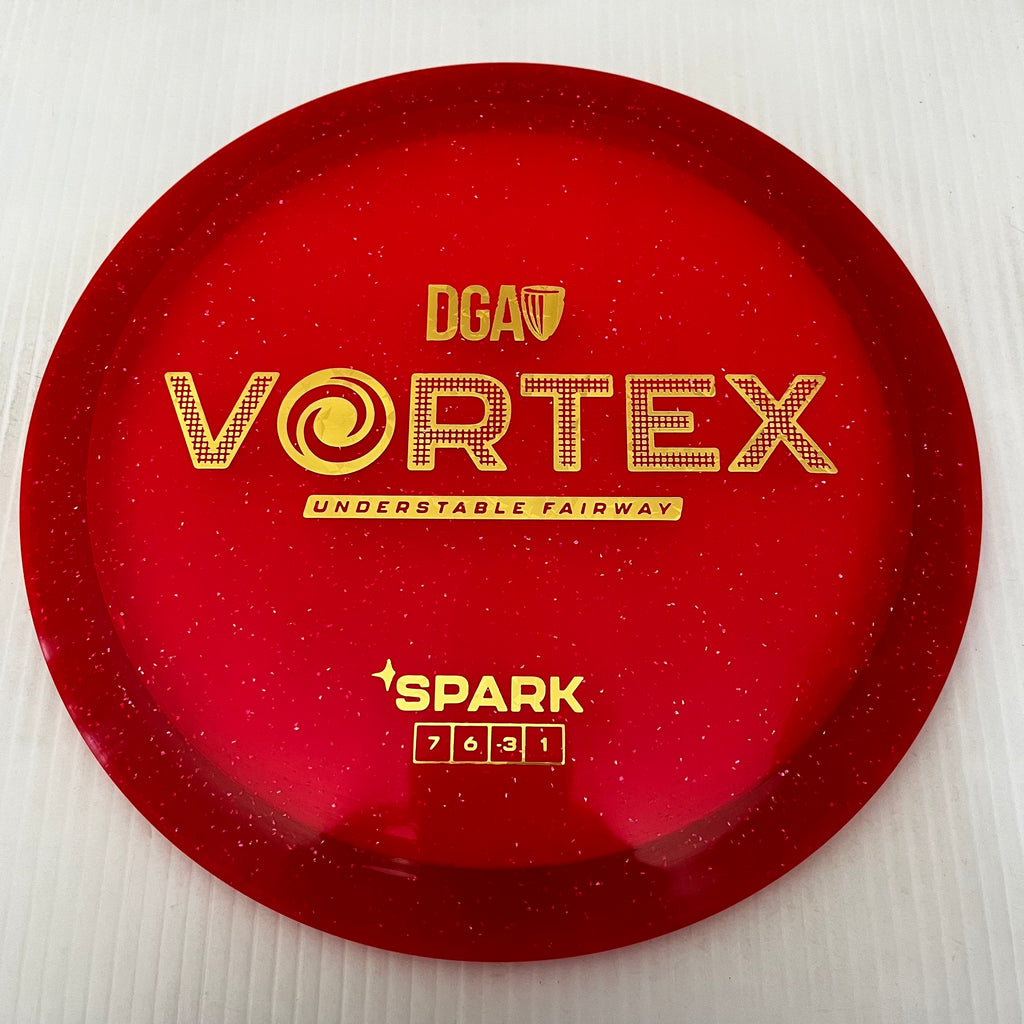 DGA
VORTEX
UNDERSTABLE FAIRWAY
SPARK
7 6 -3 1